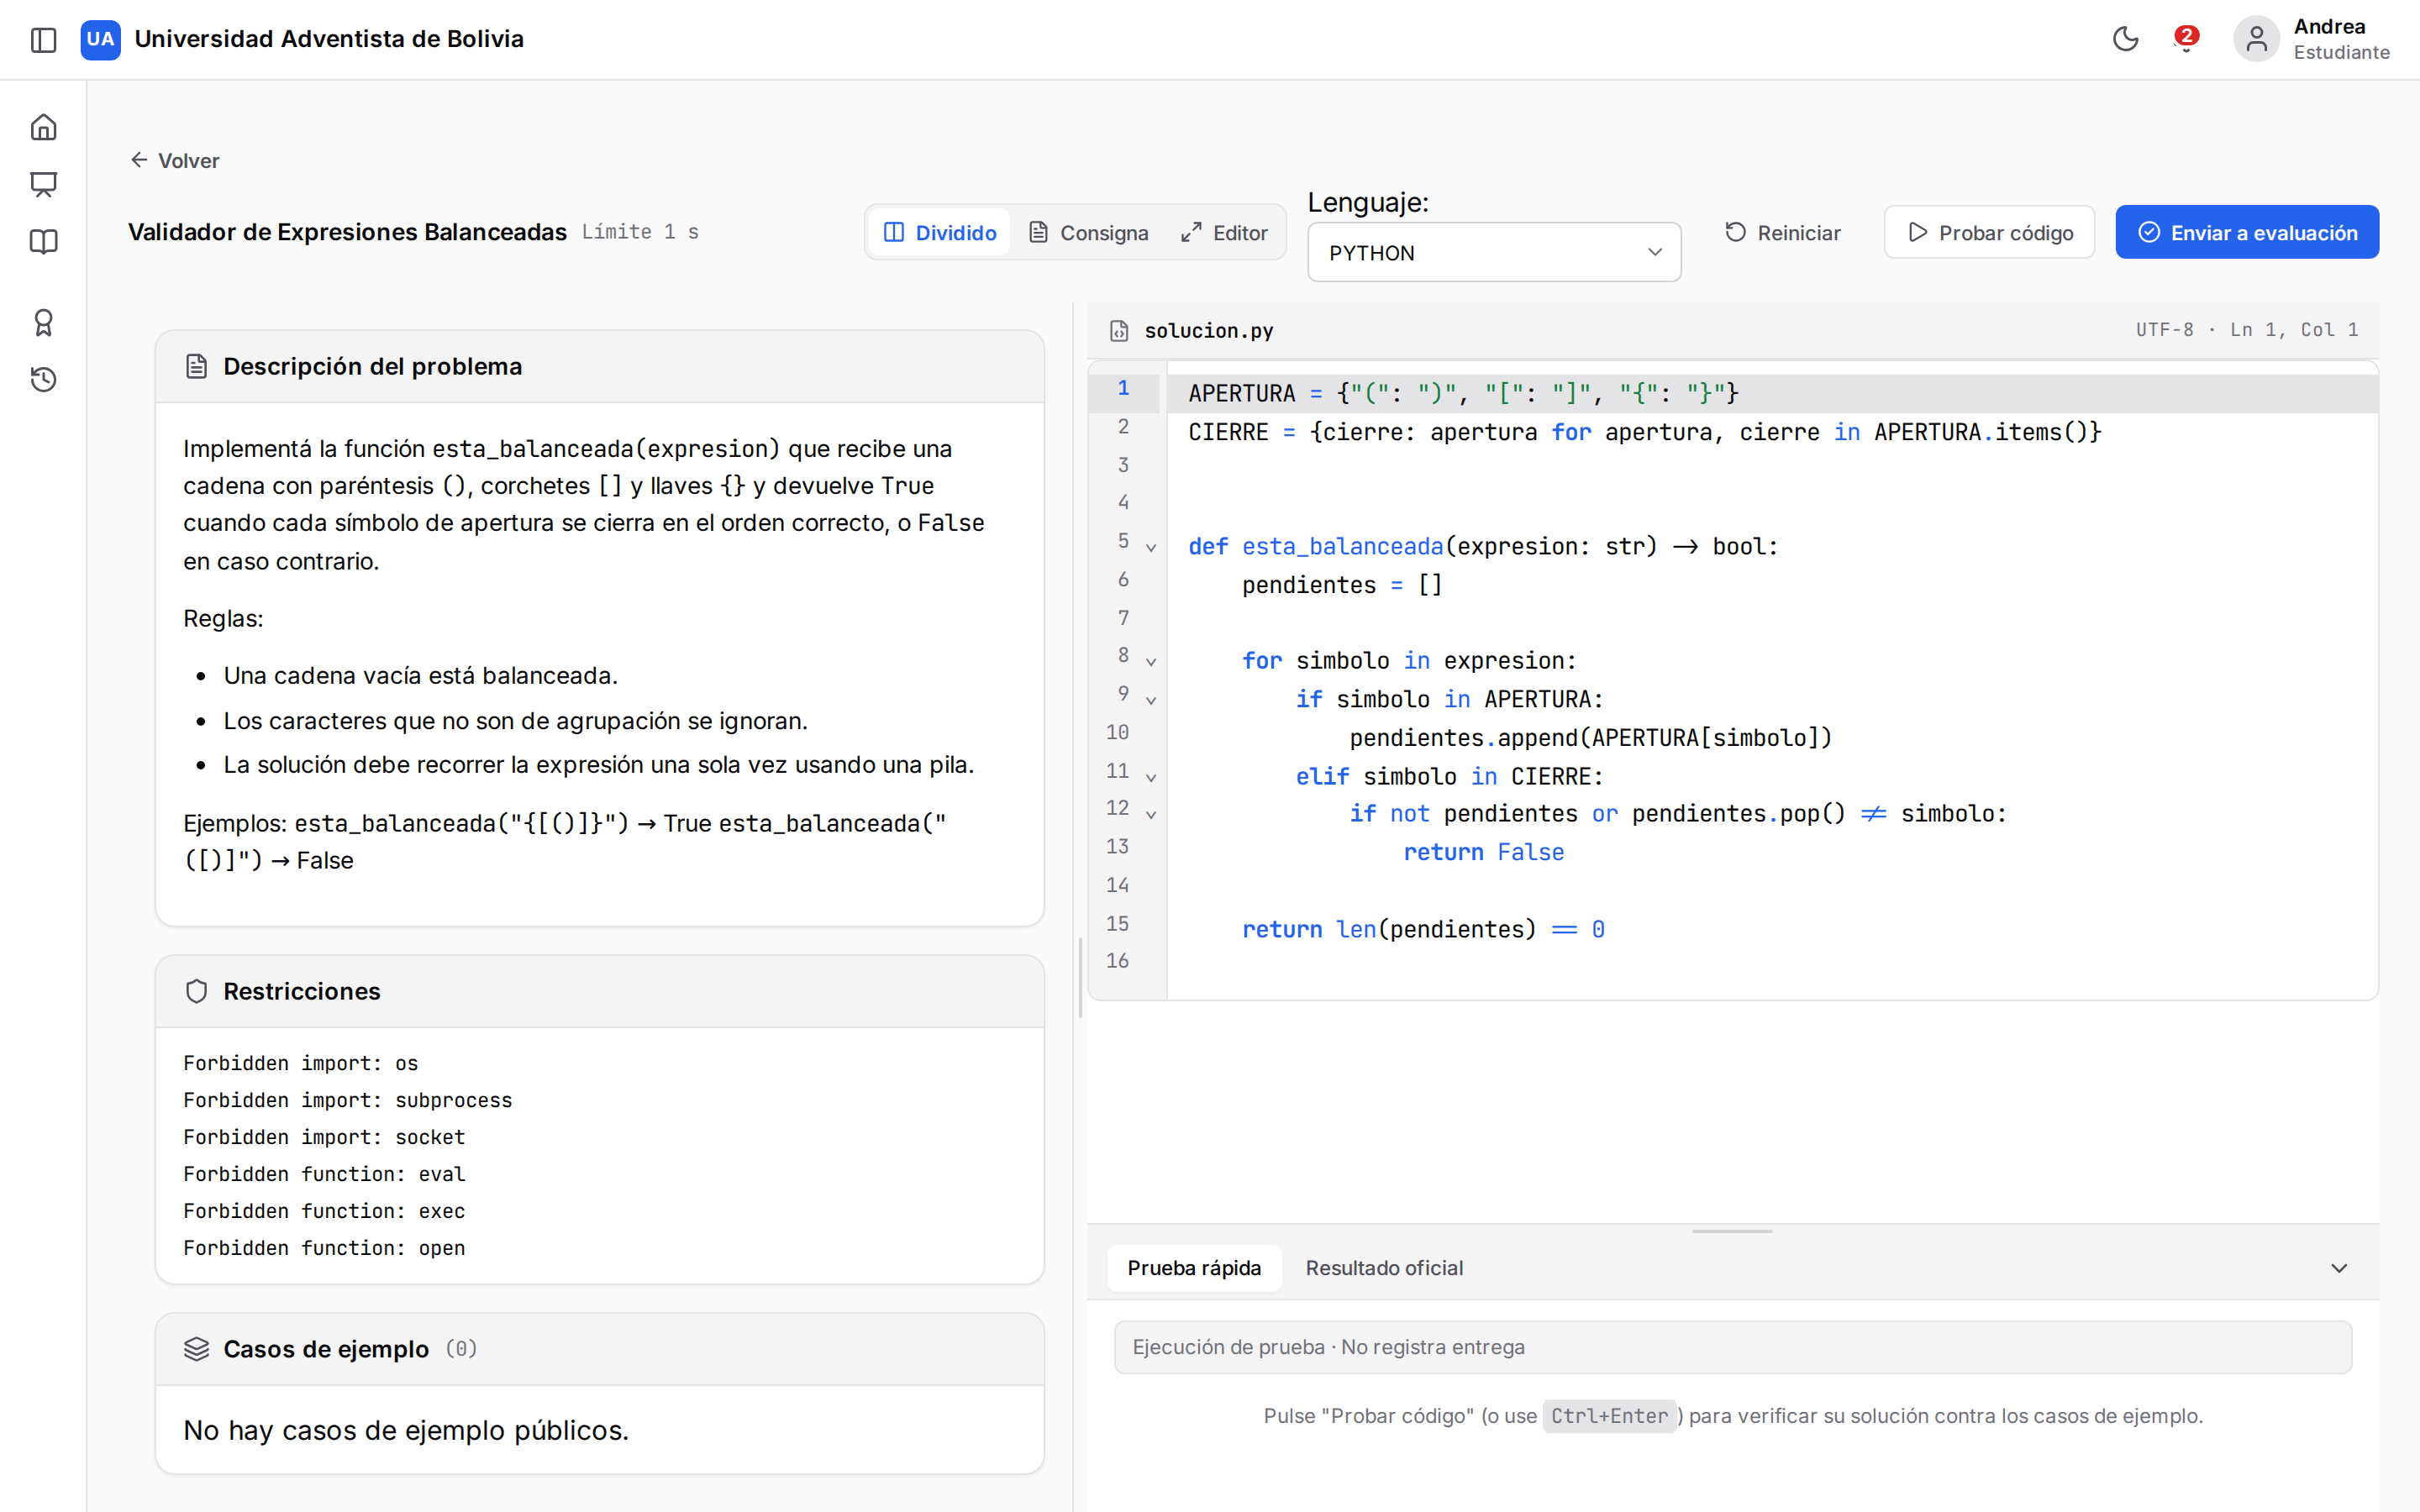 UA Universidad Adventista de Bolivia
2
Andrea
Estudiante
Volver
Validador de Expresiones Balanceadas Límite 1 s
Dividido Consigna Editor
Lenguaje:
PYTHON
Reiniciar
Probar código
Enviar a evaluación
Descripción del problema
Implementá la función esta_balanceada(expresion) que recibe una
cadena con paréntesis (), corchetes [] y llaves {} y devuelve True
cuando cada símbolo de apertura se cierra en el orden correcto, o False
en caso contrario.
Reglas:
• Una cadena vacía está balanceada.
• Los caracteres que no son de agrupación se ignoran.
• La solución debe recorrer la expresión una sola vez usando una pila.
Ejemplos: esta_balanceada("{[()]}") → True esta_balanceada("
([)]") → False
Restricciones
Forbidden import: os
Forbidden import: subprocess
Forbidden import: socket
Forbidden function: eval
Forbidden function: exec
Forbidden function: open
Casos de ejemplo (0)
No hay casos de ejemplo públicos.
solucion.py
UTF-8 · Ln 1, Col 1
1 APERTURA = {"(": ")", "[": "]", "{": "}"}
2 CIERRE = {cierre: apertura for apertura, cierre in APERTURA.items()}
3
4
5 def esta_balanceada(expresion: str) -> bool:
6     pendientes = []
7
8     for simbolo in expresion:
9         if simbolo in APERTURA:
10             pendientes.append(APERTURA[simbolo])
11         elif simbolo in CIERRE:
12             if not pendientes or pendientes.pop() != simbolo:
13                 return False
14
15     return len(pendientes) == 0
16
Prueba rápida Resultado oficial
Ejecución de prueba · No registra entrega
Pulse "Probar código" (o use Ctrl+Enter) para verificar su solución contra los casos de ejemplo.